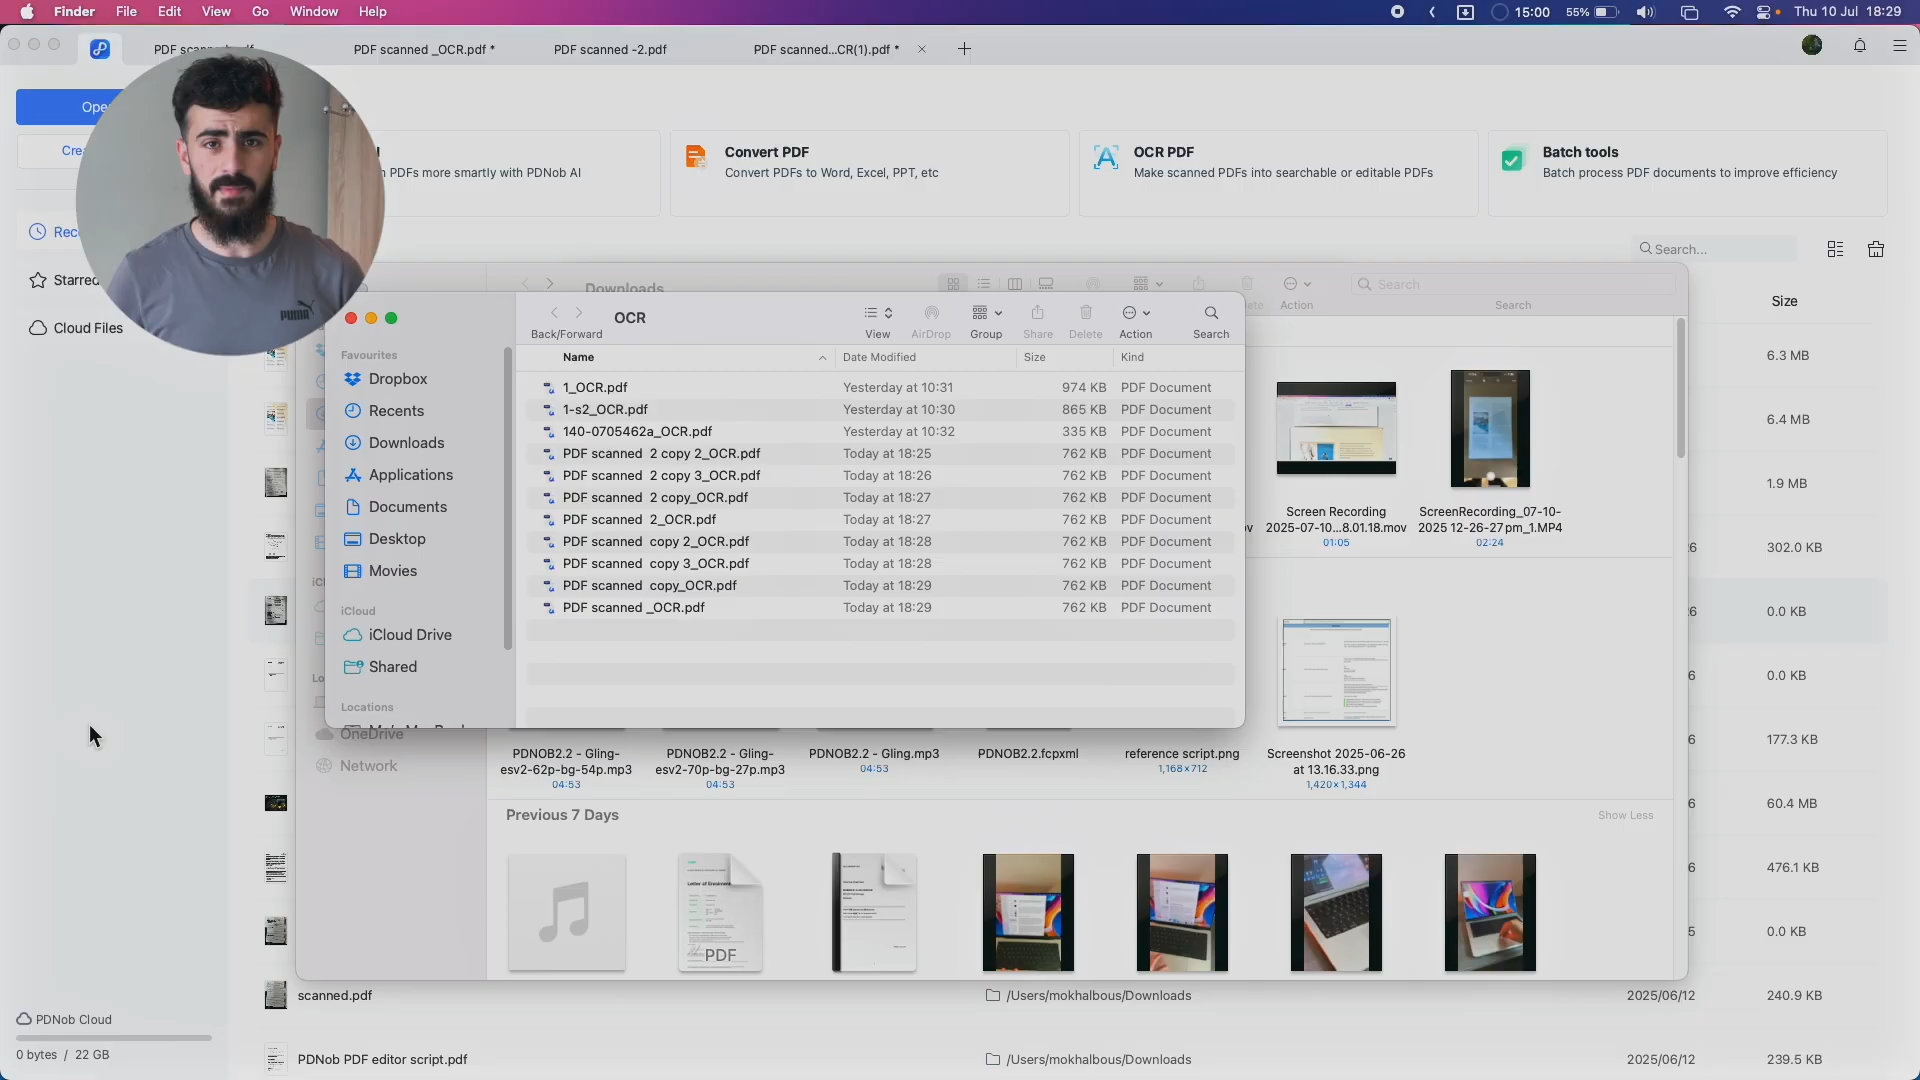 Finder File Edit View Go Window Help 15:00 55% Thu 10 Jul 18:29
PDF scanned _OCR.pdf * PDF scanned -2.pdf PDF scanned...CR(1).pdf *
Convert PDF
Convert PDFs to Word, Excel, PPT, etc
OCR PDF
Make scanned PDFs into searchable or editable PDFs
Batch tools
Batch process PDF documents to improve efficiency
PDFs more smartly with PDNob AI
Search...
Starred
Cloud Files
PUMA
Downloads
Action
Search
Search
Size
OCR
Back/Forward
View
AirDrop
Group
Share
Delete
Action
Search
Favourites
Dropbox
Recents
Downloads
Applications
Documents
Desktop
Movies
iCloud
iCloud Drive
Shared
Locations
OneDrive
Network
Name Date Modified Size Kind
1_OCR.pdf Yesterday at 10:31 974 KB PDF Document
1-s2_OCR.pdf Yesterday at 10:30 865 KB PDF Document
140-0705462a_OCR.pdf Yesterday at 10:32 335 KB PDF Document
PDF scanned 2 copy 2_OCR.pdf Today at 18:25 762 KB PDF Document
PDF scanned 2 copy 3_OCR.pdf Today at 18:26 762 KB PDF Document
PDF scanned 2 copy_OCR.pdf Today at 18:27 762 KB PDF Document
PDF scanned 2_OCR.pdf Today at 18:27 762 KB PDF Document
PDF scanned copy 2_OCR.pdf Today at 18:28 762 KB PDF Document
PDF scanned copy 3_OCR.pdf Today at 18:28 762 KB PDF Document
PDF scanned copy_OCR.pdf Today at 18:29 762 KB PDF Document
PDF scanned _OCR.pdf Today at 18:29 762 KB PDF Document
Screen Recording
2025-07-10...8.01.18.mov
01:05
ScreenRecording_07-10-
2025 12-26-27 pm_1.MP4
02:24
PDNOB2.2 - Gling-
esv2-62p-bg-54p.mp3
04:53
PDNOB2.2 - Gling-
esv2-70p-bg-27p.mp3
04:53
PDNOB2.2 - Gling.mp3
04:53
PDNOB2.2.fcpxml
reference script.png
1,168×712
Screenshot 2025-06-26
at 13.16.33.png
1,420×1,344
Previous 7 Days
Show Less
Letter of Enrolment
PDF
6.3 MB
6.4 MB
1.9 MB
302.0 KB
0.0 KB
0.0 KB
177.3 KB
60.4 MB
476.1 KB
0.0 KB
scanned.pdf /Users/mokhalbous/Downloads 2025/06/12 240.9 KB
PDNob PDF editor script.pdf /Users/mokhalbous/Downloads 2025/06/12 239.5 KB
PDNob Cloud
0 bytes / 22 GB